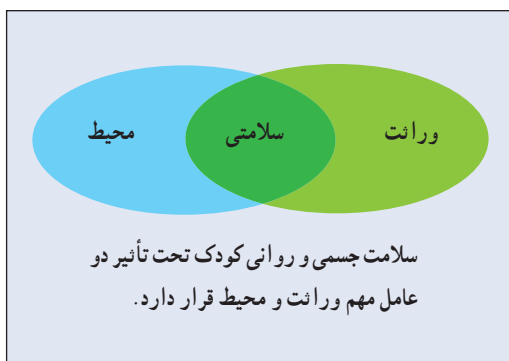 وراثت
سلامتی
محیط
سلامت جسمی و روانی کودک تحت تأثیر دو
عامل مهم وراثت و محیط قرار دارد.